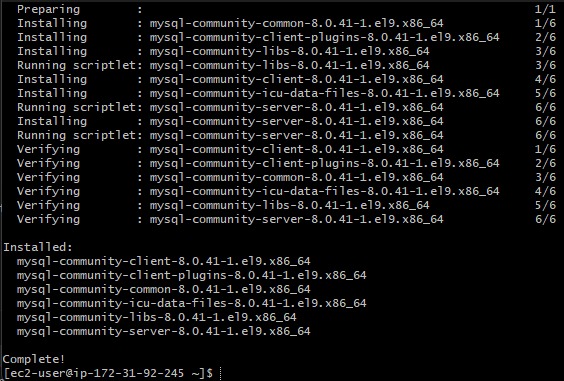 Preparing        :                                                        1/1
Installing       : mysql-community-common-8.0.41-1.el9.x86_64             1/6
Installing       : mysql-community-client-plugins-8.0.41-1.el9.x86_64     2/6
Installing       : mysql-community-libs-8.0.41-1.el9.x86_64               3/6
Running scriptlet: mysql-community-libs-8.0.41-1.el9.x86_64               3/6
Installing       : mysql-community-client-8.0.41-1.el9.x86_64             4/6
Installing       : mysql-community-icu-data-files-8.0.41-1.el9.x86_64     5/6
Running scriptlet: mysql-community-server-8.0.41-1.el9.x86_64             6/6
Installing       : mysql-community-server-8.0.41-1.el9.x86_64             6/6
Running scriptlet: mysql-community-server-8.0.41-1.el9.x86_64             6/6
Verifying        : mysql-community-client-8.0.41-1.el9.x86_64             1/6
Verifying        : mysql-community-client-plugins-8.0.41-1.el9.x86_64     2/6
Verifying        : mysql-community-common-8.0.41-1.el9.x86_64             3/6
Verifying        : mysql-community-icu-data-files-8.0.41-1.el9.x86_64     4/6
Verifying        : mysql-community-libs-8.0.41-1.el9.x86_64               5/6
Verifying        : mysql-community-server-8.0.41-1.el9.x86_64             6/6
Installed:
mysql-community-client-8.0.41-1.el9.x86_64
mysql-community-client-plugins-8.0.41-1.el9.x86_64
mysql-community-common-8.0.41-1.el9.x86_64
mysql-community-icu-data-files-8.0.41-1.el9.x86_64
mysql-community-libs-8.0.41-1.el9.x86_64
mysql-community-server-8.0.41-1.el9.x86_64
Complete!
[ec2-user@ip-172-31-92-245 ~]$